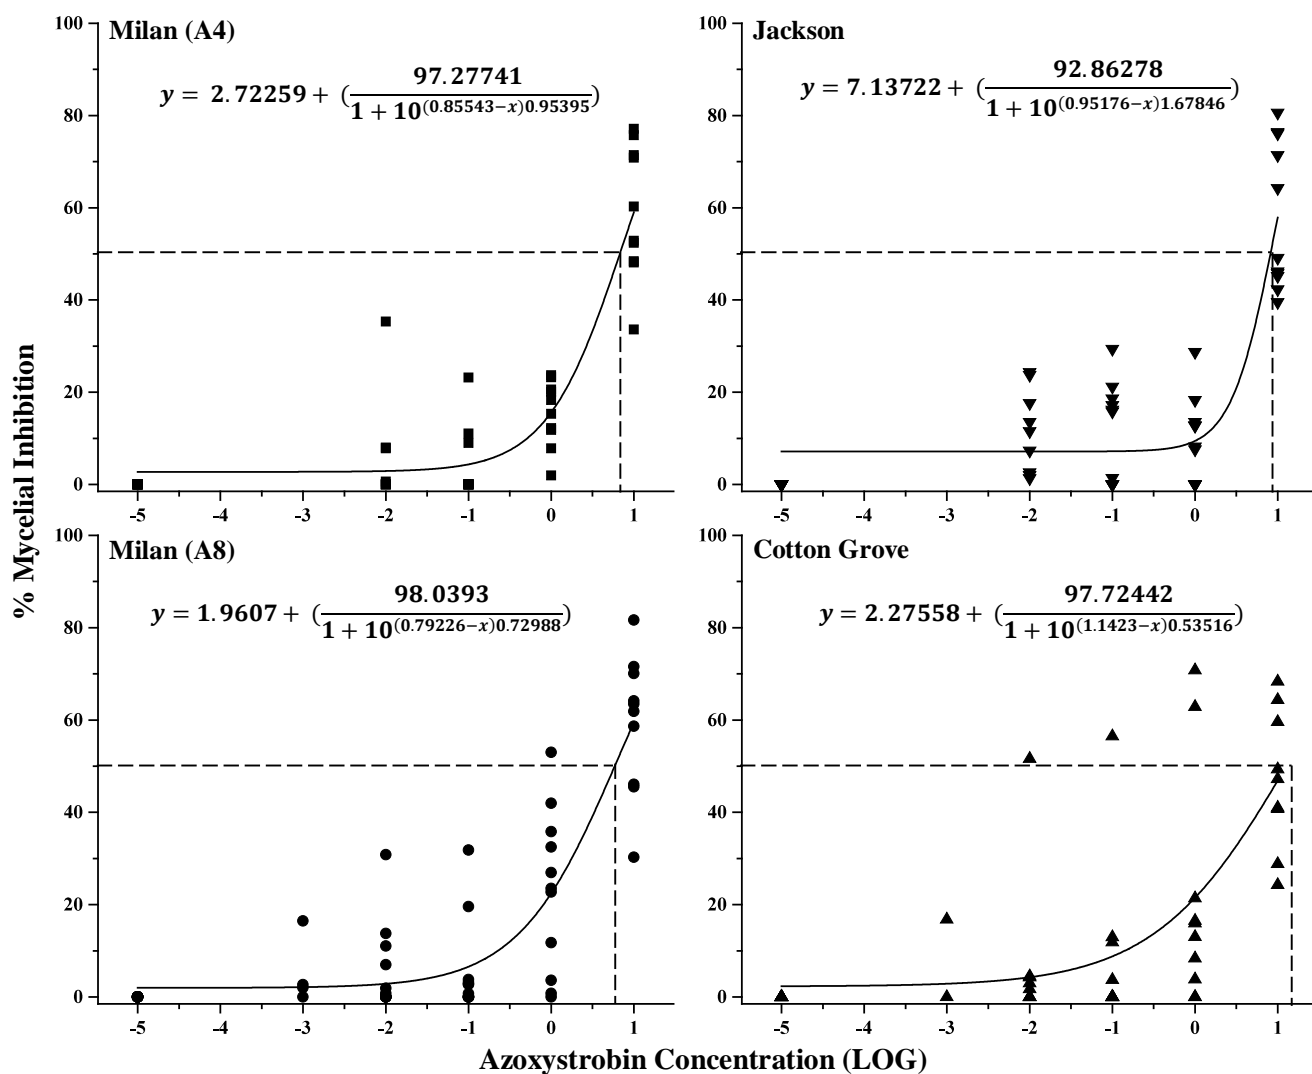 Milan (A4)
y = 2.72259 + (97.27741 / 1 + 10^(0.85543−x)0.95395)
100
80
60
40
20
0
-5 -4 -3 -2 -1 0 1
Jackson
y = 7.13722 + (92.86278 / 1 + 10^(0.95176−x)1.67846)
100
80
60
40
20
0
-5 -4 -3 -2 -1 0 1
% Mycelial Inhibition
Milan (A8)
y = 1.9607 + (98.0393 / 1 + 10^(0.79226−x)0.72988)
100
80
60
40
20
0
-5 -4 -3 -2 -1 0 1
Cotton Grove
y = 2.27558 + (97.72442 / 1 + 10^(1.1423−x)0.53516)
100
80
60
40
20
0
-5 -4 -3 -2 -1 0 1
Azoxystrobin Concentration (LOG)